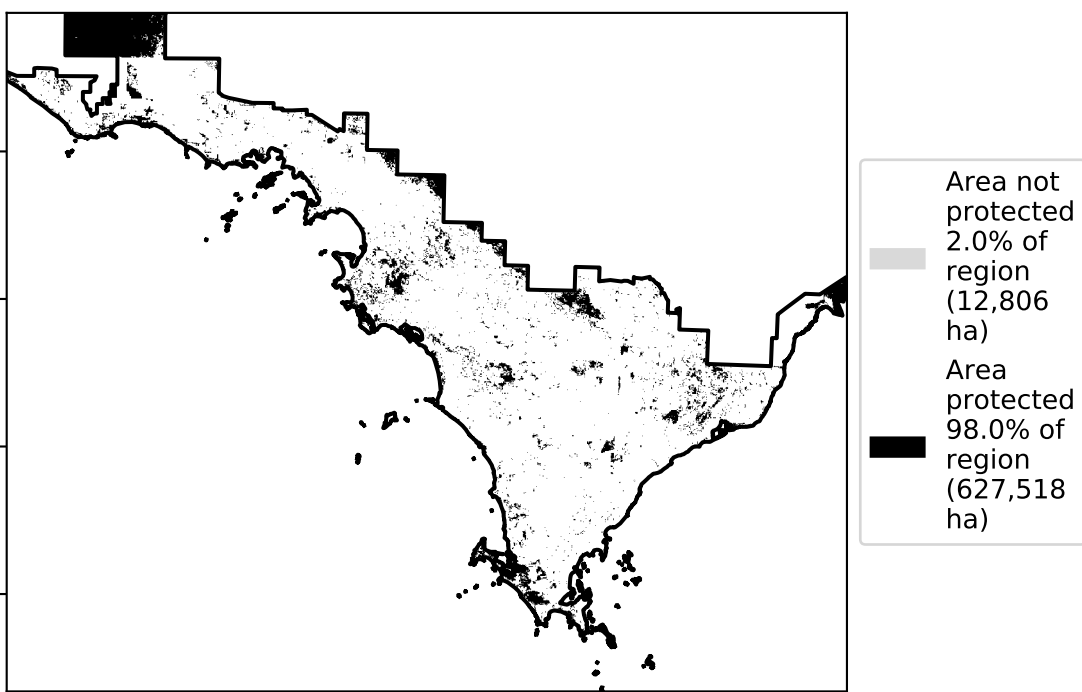 Area not
protected
2.0% of
region
(12,806
ha)
Area
protected
98.0% of
region
(627,518
ha)